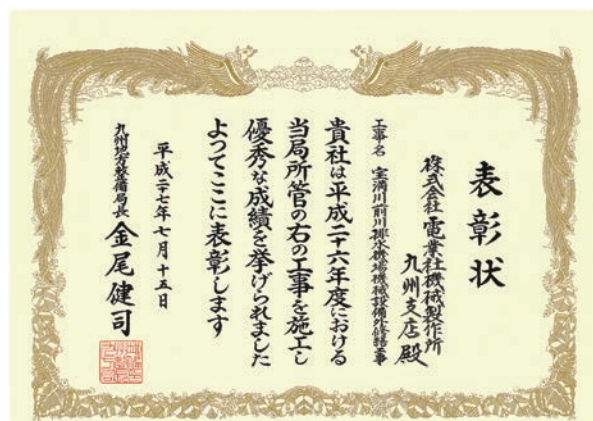 表彰状
株式会社 電業社機械製作所
九州支店殿
工事名 宝満川前川排水機場機械設備外修繕工事
貴社は平成二十六年度における
当局所管の右の工事を施工し
優秀な成績を挙げられました
よってここに表彰します
平成二十七年七月十五日
九州地方整備局長 金尾健司